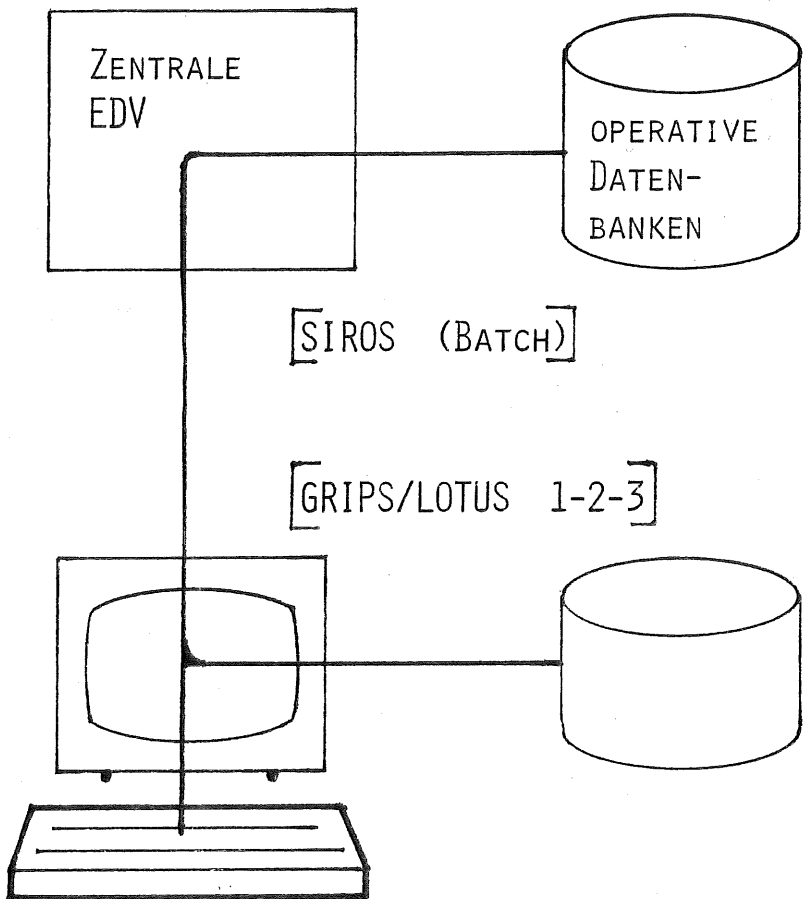 ZENTRALE
EDV
OPERATIVE
DATEN-
BANKEN
[SIROS (BATCH)]
[GRIPS/LOTUS 1-2-3]